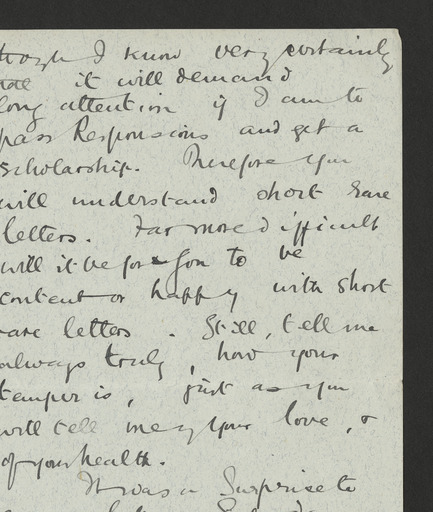 though I know very certainly
that it will demand
long attention if I am to
pass Responsions and get a
scholarship. Therefore you
will understand short rare
letters. Far more difficult
will it be for you to be
content or happy with short
rare letters. Still, tell me
always truly, how your
temper is, just as you
will tell me of your love, &
of your health.
It was a Surprise to